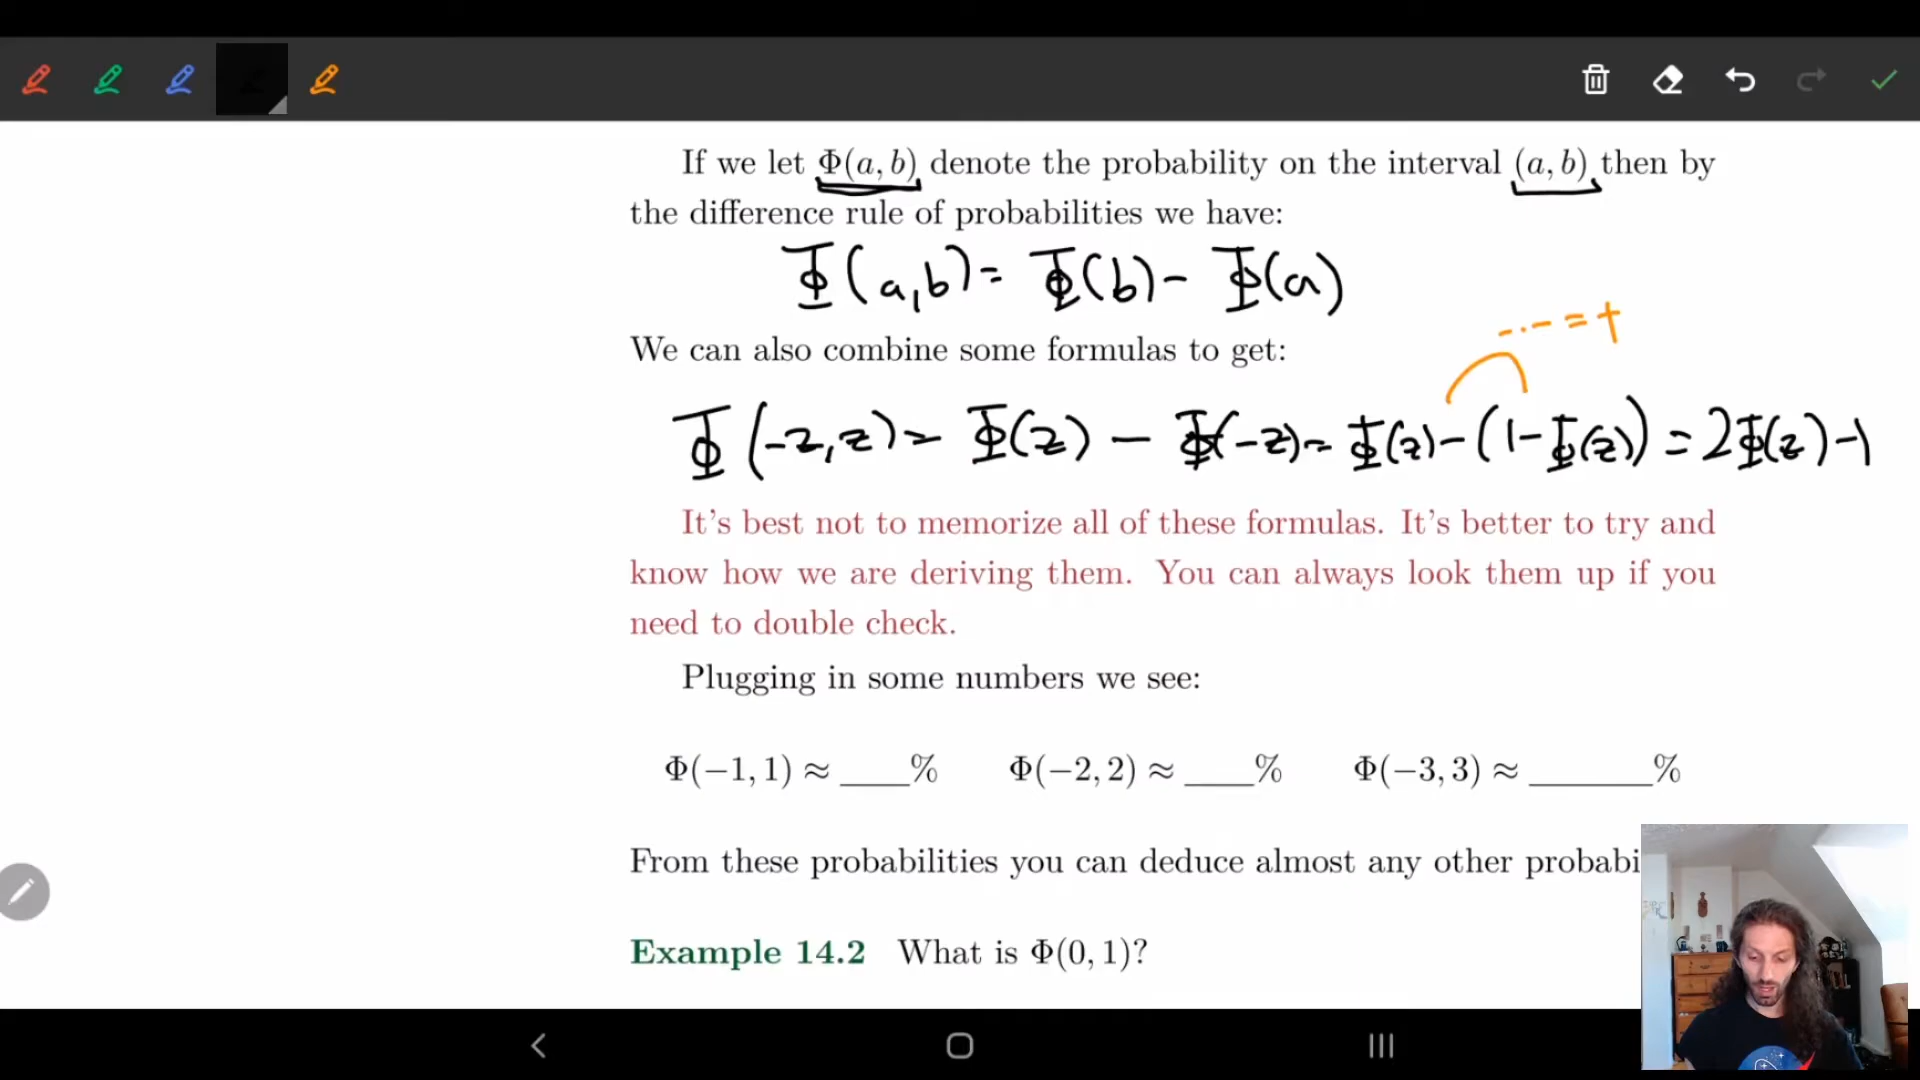 If we let Φ(a, b) denote the probability on the interval (a, b) then by
the difference rule of probabilities we have:
Φ(a,b) = Φ(b) - Φ(a)
- · - = +
We can also combine some formulas to get:
Φ(-z,z) = Φ(z) - Φ(-z) = Φ(z) - (1 - Φ(z)) = 2Φ(z) - 1
It's best not to memorize all of these formulas. It's better to try and
know how we are deriving them. You can always look them up if you
need to double check.
Plugging in some numbers we see:
Φ(−1, 1) ≈ ____% Φ(−2, 2) ≈ ____% Φ(−3, 3) ≈ _______%
From these probabilities you can deduce almost any other probabi
Example 14.2 What is Φ(0, 1)?